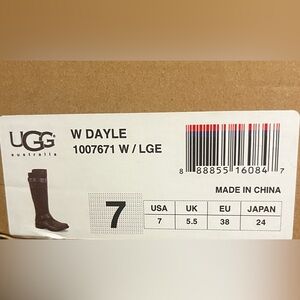 UGG
australia
W DAYLE
1007671 W / LGE
8 88855 16084 7
MADE IN CHINA
7
USA UK EU JAPAN
7 5.5 38 24